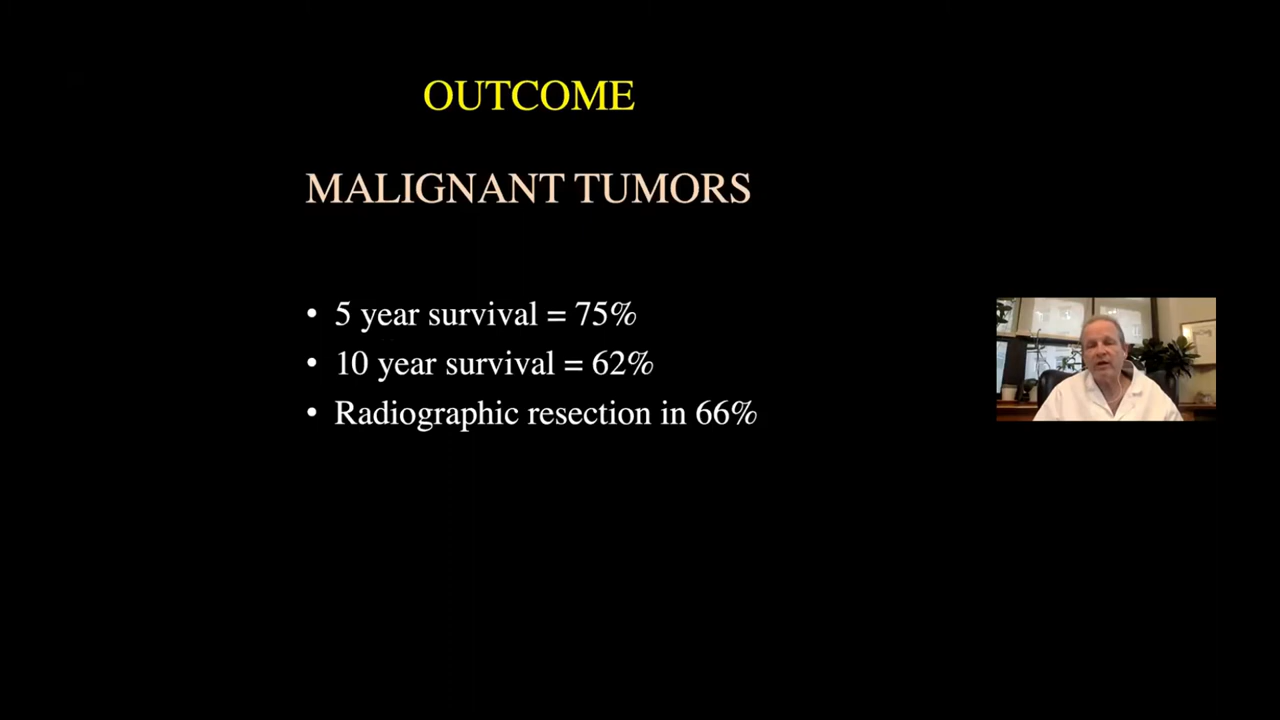 OUTCOME
MALIGNANT TUMORS
• 5 year survival = 75%
• 10 year survival = 62%
• Radiographic resection in 66%